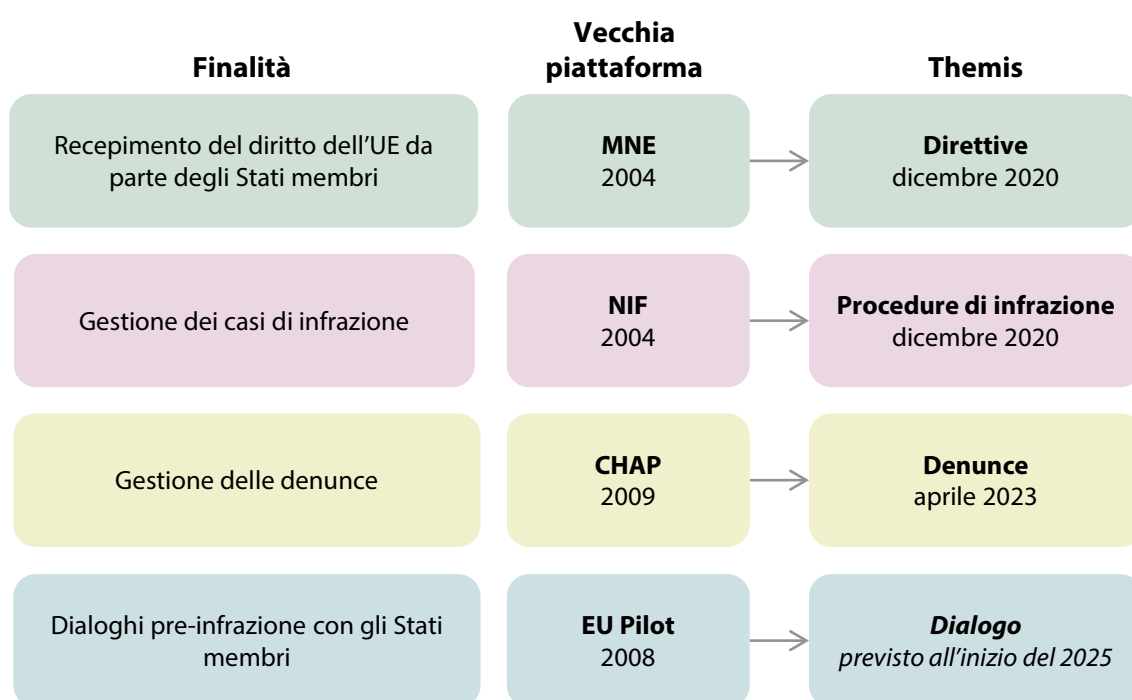 Finalità
Vecchia
piattaforma
Themis
Recepimento del diritto dell’UE da
parte degli Stati membri
MNE
2004
Direttive
dicembre 2020
Gestione dei casi di infrazione
NIF
2004
Procedure di infrazione
dicembre 2020
Gestione delle denunce
CHAP
2009
Denunce
aprile 2023
Dialoghi pre-infrazione con gli Stati
membri
EU Pilot
2008
Dialogo
previsto all’inizio del 2025